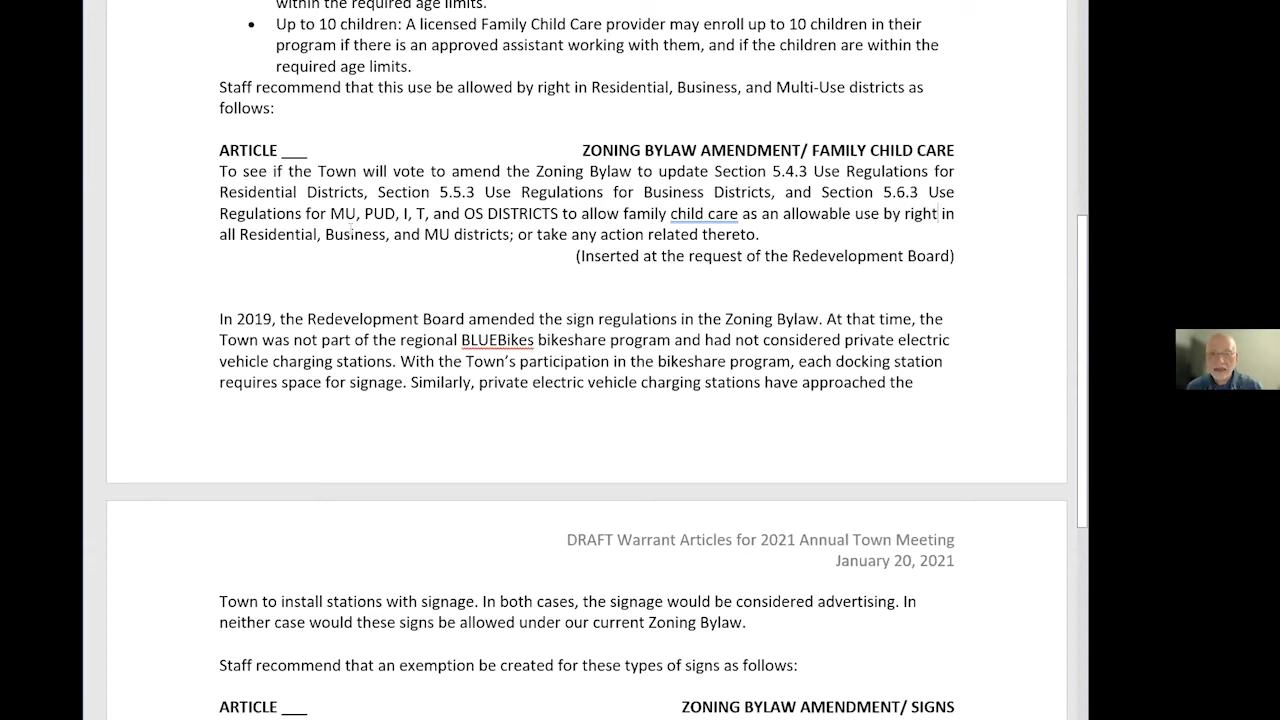 within the required age limits.
• Up to 10 children: A licensed Family Child Care provider may enroll up to 10 children in their
program if there is an approved assistant working with them, and if the children are within the
required age limits.
Staff recommend that this use be allowed by right in Residential, Business, and Multi-Use districts as
follows:
ARTICLE ___ ZONING BYLAW AMENDMENT/ FAMILY CHILD CARE
To see if the Town will vote to amend the Zoning Bylaw to update Section 5.4.3 Use Regulations for
Residential Districts, Section 5.5.3 Use Regulations for Business Districts, and Section 5.6.3 Use
Regulations for MU, PUD, I, T, and OS DISTRICTS to allow family child care as an allowable use by right in
all Residential, Business, and MU districts; or take any action related thereto.
(Inserted at the request of the Redevelopment Board)
In 2019, the Redevelopment Board amended the sign regulations in the Zoning Bylaw. At that time, the
Town was not part of the regional BLUEBikes bikeshare program and had not considered private electric
vehicle charging stations. With the Town's participation in the bikeshare program, each docking station
requires space for signage. Similarly, private electric vehicle charging stations have approached the
DRAFT Warrant Articles for 2021 Annual Town Meeting
January 20, 2021
Town to install stations with signage. In both cases, the signage would be considered advertising. In
neither case would these signs be allowed under our current Zoning Bylaw.
Staff recommend that an exemption be created for these types of signs as follows:
ARTICLE ___ ZONING BYLAW AMENDMENT/ SIGNS